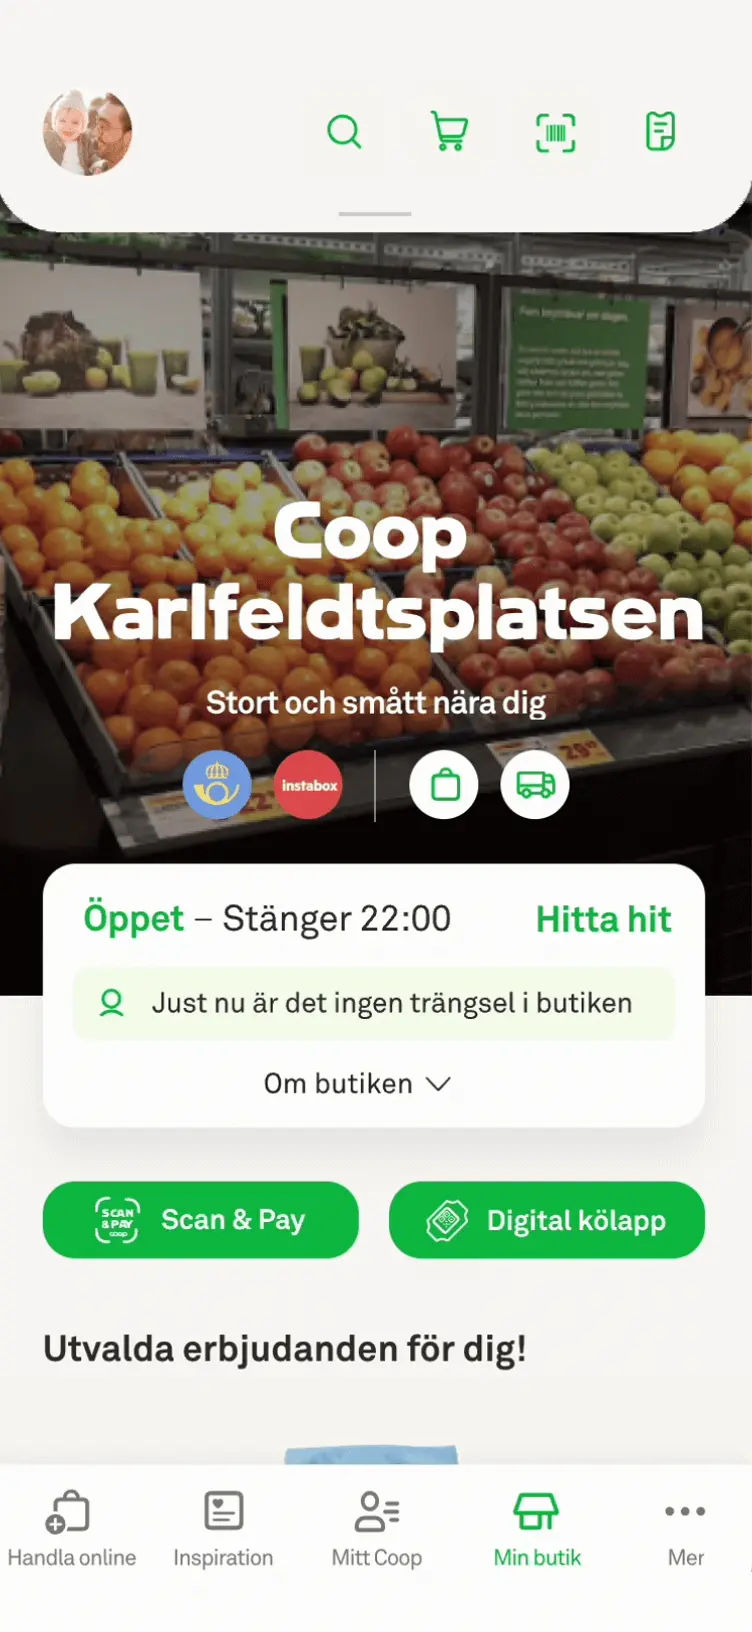 Coop
Karlfeldtsplatsen
Stort och smått nära dig
instabox
Öppet – Stänger 22:00
Hitta hit
Just nu är det ingen trängsel i butiken
Om butiken
SCAN
& PAY
coop
Scan & Pay
Digital kölapp
Utvalda erbjudanden för dig!
Handla online
Inspiration
Mitt Coop
Min butik
Mer